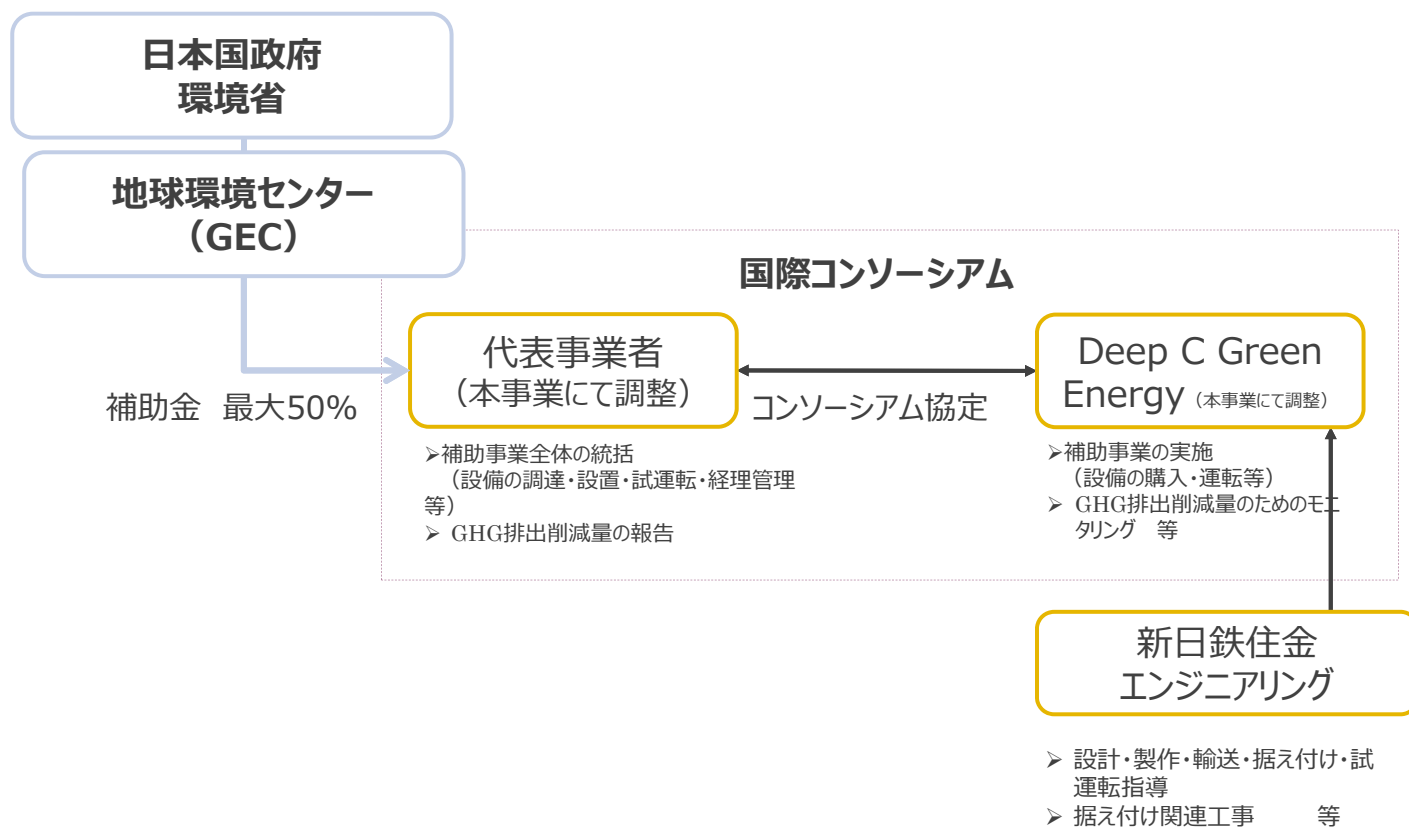 日本国政府
環境省
地球環境センター
（GEC）
国際コンソーシアム
代表事業者
（本事業にて調整）
Deep C Green
Energy （本事業にて調整）
補助金　最大50%
コンソーシアム協定
➢補助事業全体の統括
（設備の調達・設置・試運転・経理管理
等）
➢ GHG排出削減量の報告
➢補助事業の実施
（設備の購入・運転等）
➢ GHG排出削減量のためのモニ
タリング　等
新日鉄住金
エンジニアリング
➢ 設計・製作・輸送・据え付け・試
運転指導
➢ 据え付け関連工事　　等